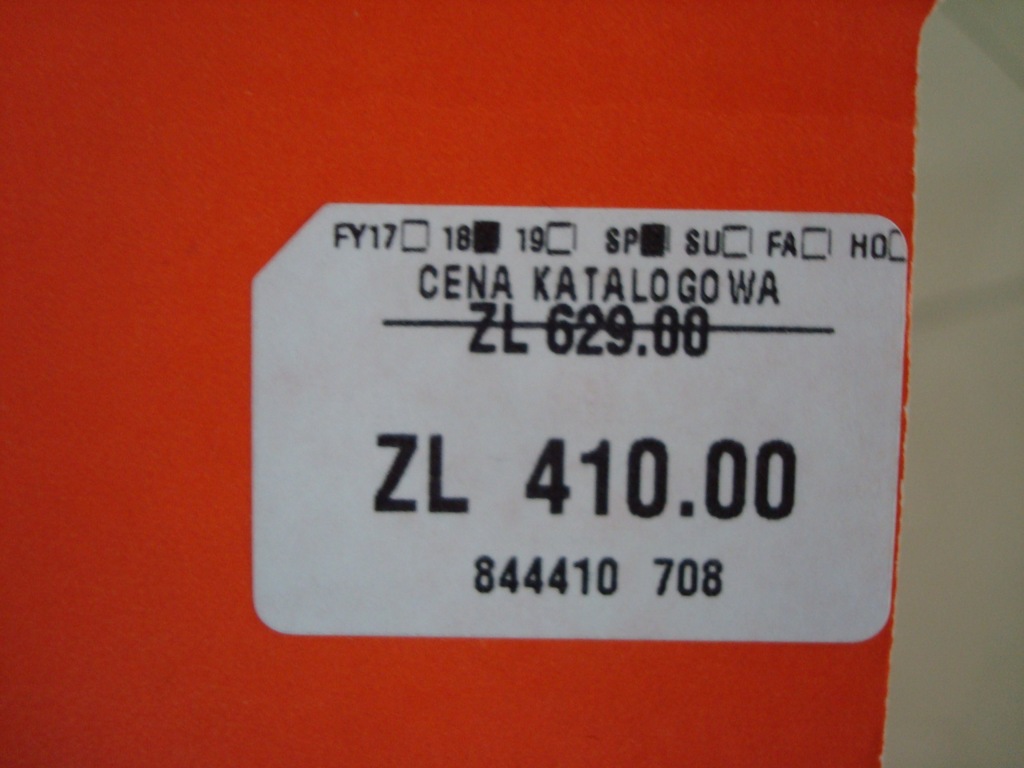 FY17☐ 18■ 19☐ SP■ SU☐ FA☐ HO☐
CENA KATALOGOWA
ZL 629.00
ZL 410.00
844410 708